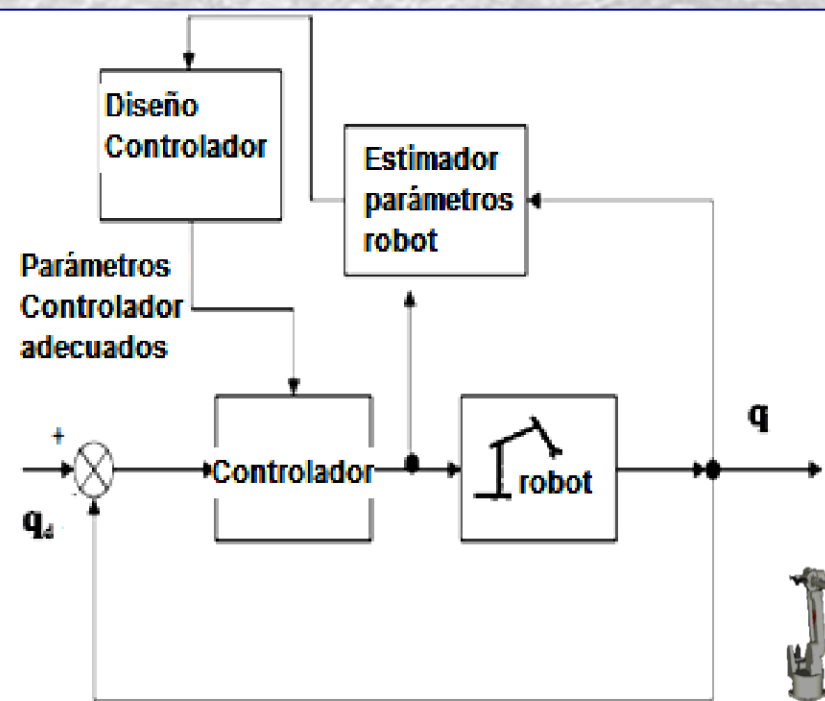 Diseño
Controlador
Estimador
parámetros
robot
Parámetros
Controlador
adecuados
+
Controlador
robot
q
qd
-